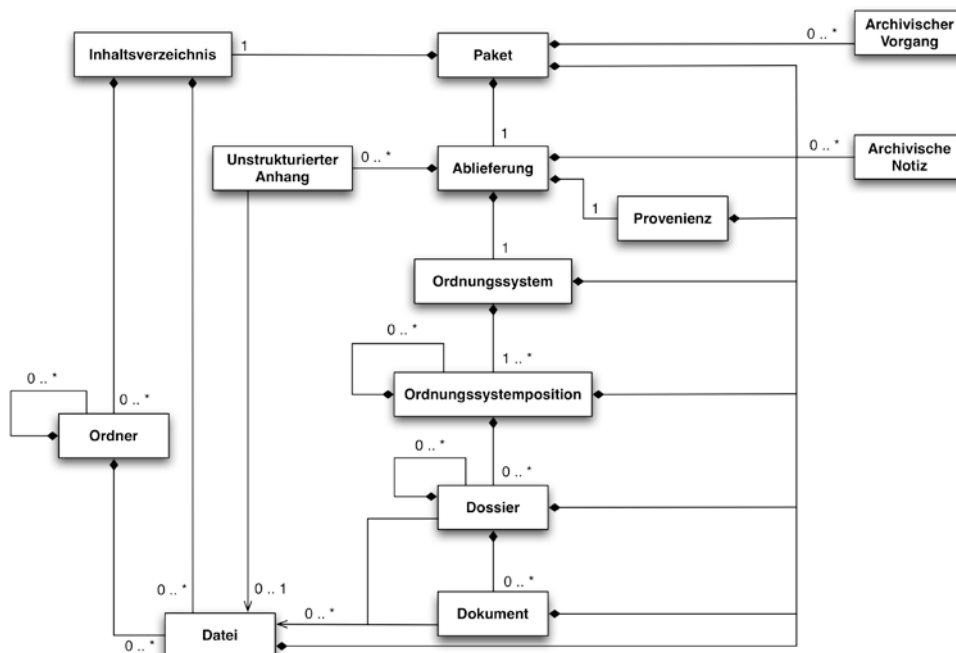 Archivischer
Vorgang
0 .. *
Inhaltsverzeichnis
1
Paket
1
Unstrukturierter
Anhang
0 .. *
Ablieferung
0 .. *
Archivische
Notiz
1
Provenienz
1
Ordnungssystem
0 .. *
1 .. *
Ordnungssystemposition
0 .. *
0 .. *
Ordner
0 .. *
0 .. *
Dossier
0 .. *
0 .. *
0 .. 1
0 .. *
Dokument
Datei
0 .. *